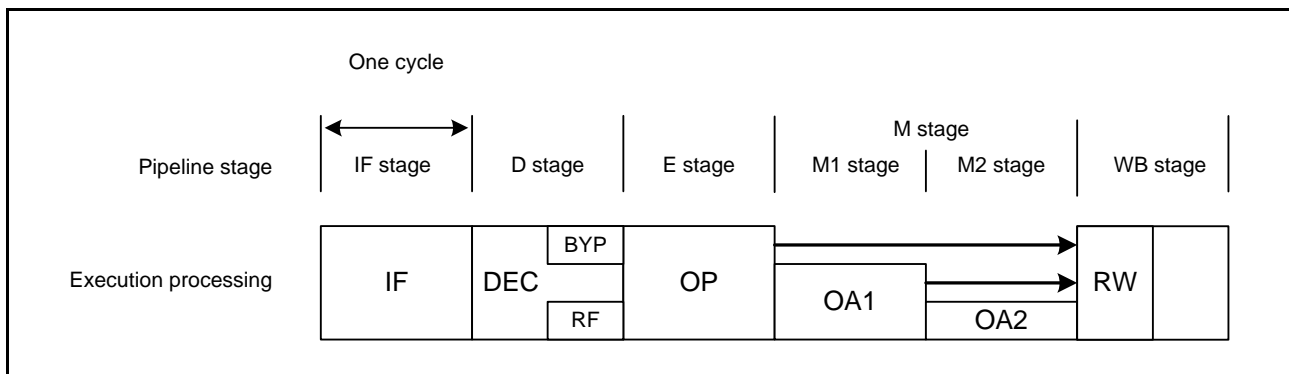 One cycle
M stage
Pipeline stage IF stage D stage E stage M1 stage M2 stage WB stage
BYP
Execution processing IF DEC OP RW
OA1
RF OA2